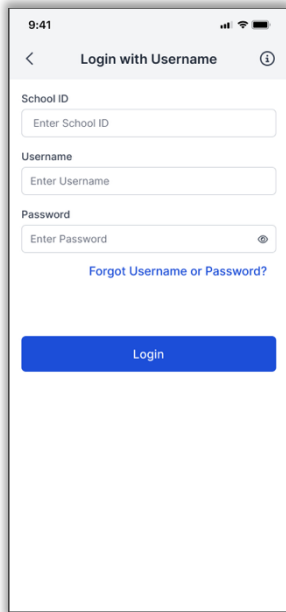 9:41
Login with Username
School ID
Enter School ID
Username
Enter Username
Password
Enter Password
Forgot Username or Password?
Login